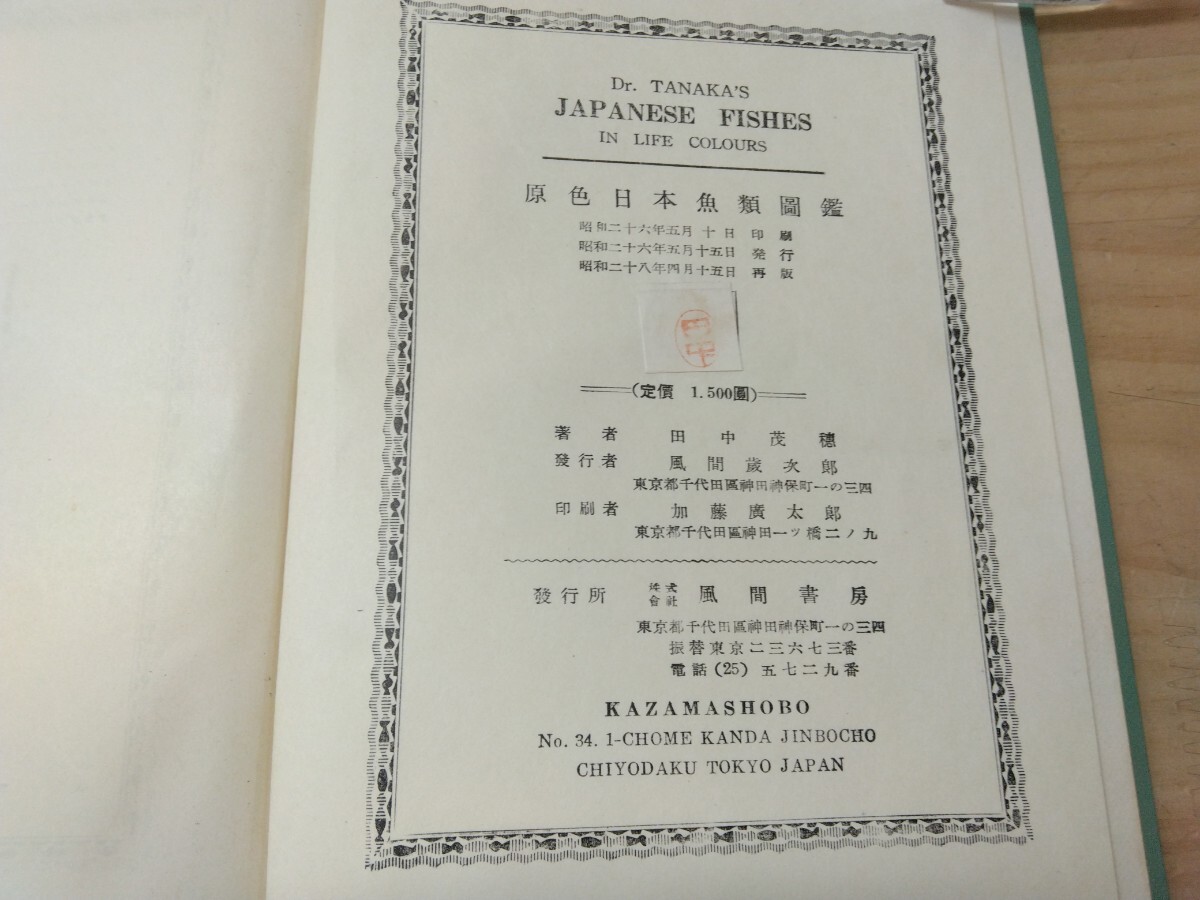 Dr. TANAKA'S
JAPANESE FISHES
IN LIFE COLOURS
原色日本魚類圖鑑
昭和二十六年五月十日 印刷
昭和二十六年五月十五日 発行
昭和二十八年四月十五日 再版
田中
(定價 1.500圓)
著者 田中茂穗
發行者 風間歲次郞
東京都千代田區神田神保町一の三四
印刷者 加藤廣太郞
東京都千代田區神田一ッ橋二ノ九
發行所 株式會社 風間書房
東京都千代田區神田神保町一の三四
振替東京二三六七三番
電話(25)五七二九番
KAZAMASHOBO
No. 34. 1-CHOME KANDA JINBOCHO
CHIYODAKU TOKYO JAPAN